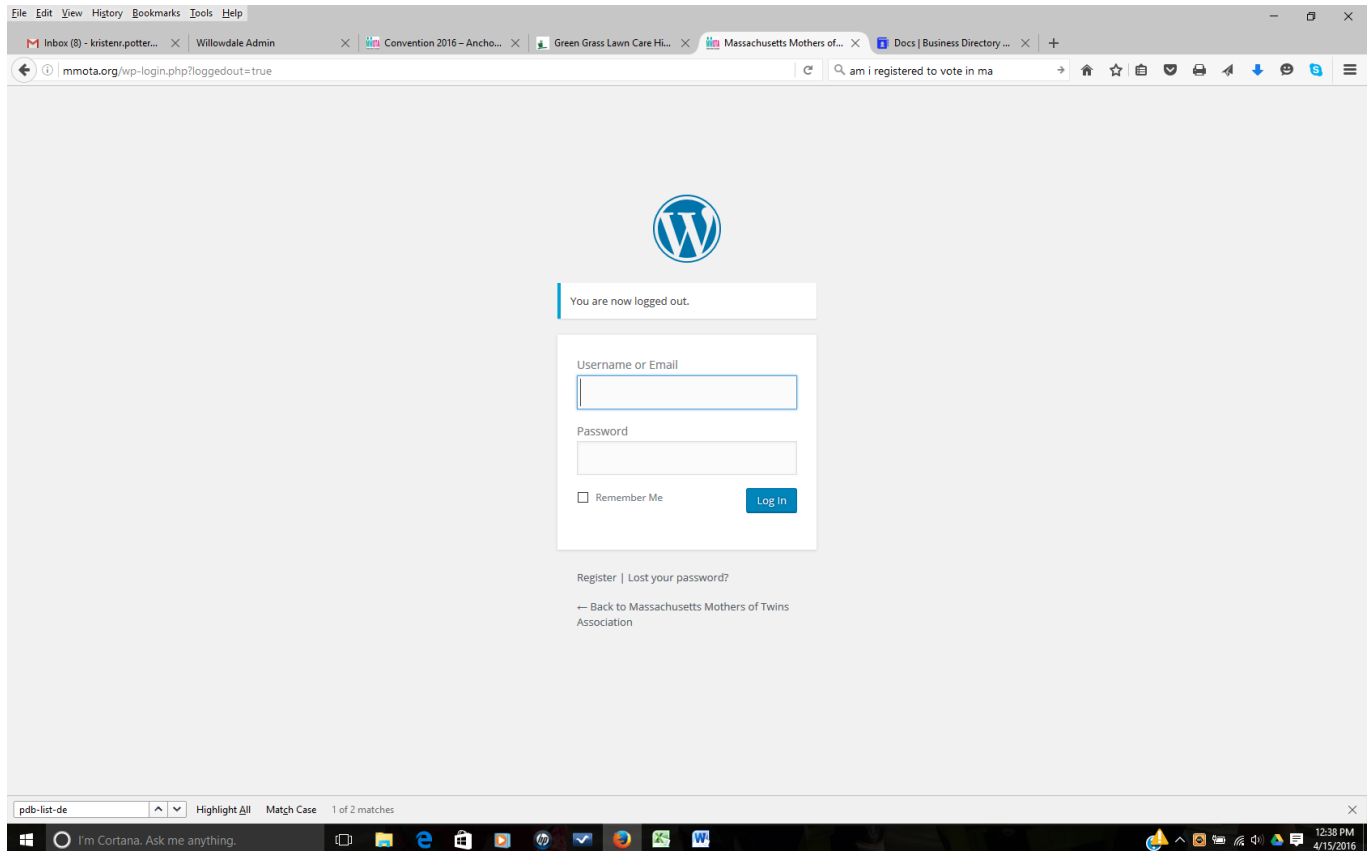 File Edit View History Bookmarks Tools Help
Inbox (8) - kristenr.potter... Willowdale Admin Convention 2016 – Ancho... Green Grass Lawn Care Hi... Massachusetts Mothers of... Docs | Business Directory ...
mmota.org/wp-login.php?loggedout=true am i registered to vote in ma
You are now logged out.
Username or Email
Password
Remember Me Log In
Register | Lost your password?
← Back to Massachusetts Mothers of Twins
Association
pdb-list-de Highlight All Match Case 1 of 2 matches
I'm Cortana. Ask me anything. 12:38 PM
4/15/2016